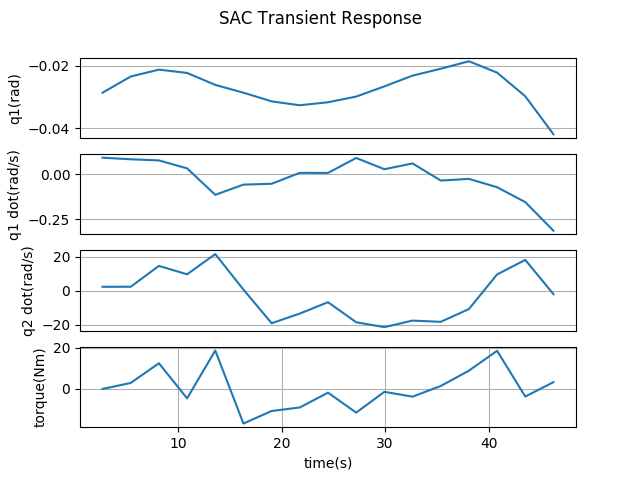 SAC Transient Response
q1(rad)
−0.02
−0.04
q1 dot(rad/s)
0.00
−0.25
q2 dot(rad/s)
20
0
−20
torque(Nm)
20
0
10 20 30 40
time(s)